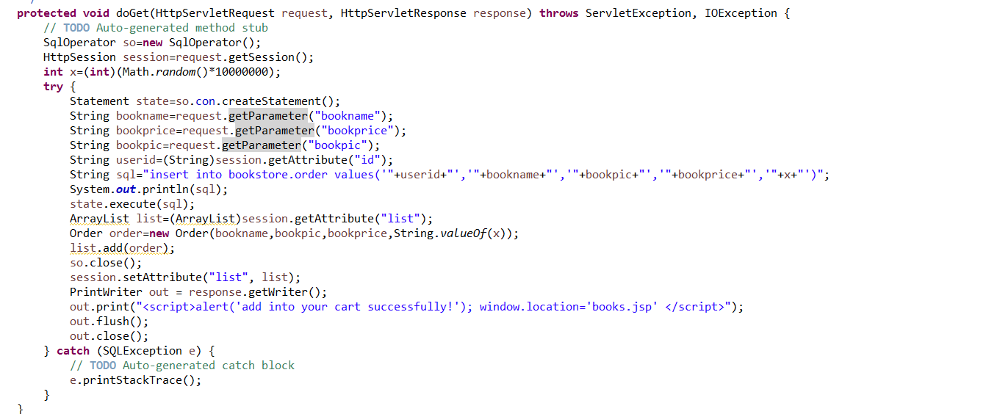 protected void doGet(HttpServletRequest request, HttpServletResponse response) throws ServletException, IOException {
// TODO Auto-generated method stub
SqlOperator so=new SqlOperator();
HttpSession session=request.getSession();
int x=(int)(Math.random()*10000000);
try {
Statement state=so.con.createStatement();
String bookname=request.getParameter("bookname");
String bookprice=request.getParameter("bookprice");
String bookpic=request.getParameter("bookpic");
String userid=(String)session.getAttribute("id");
String sql="insert into bookstore.order values('"+userid+"','"+bookname+"','"+bookpic+"','"+bookprice+"','"+x+"')";
System.out.println(sql);
state.execute(sql);
ArrayList list=(ArrayList)session.getAttribute("list");
Order order=new Order(bookname,bookpic,bookprice,String.valueOf(x));
list.add(order);
so.close();
session.setAttribute("list", list);
PrintWriter out = response.getWriter();
out.print("<script>alert('add into your cart successfully!'); window.location='books.jsp' </script>");
out.flush();
out.close();
} catch (SQLException e) {
// TODO Auto-generated catch block
e.printStackTrace();
}
}